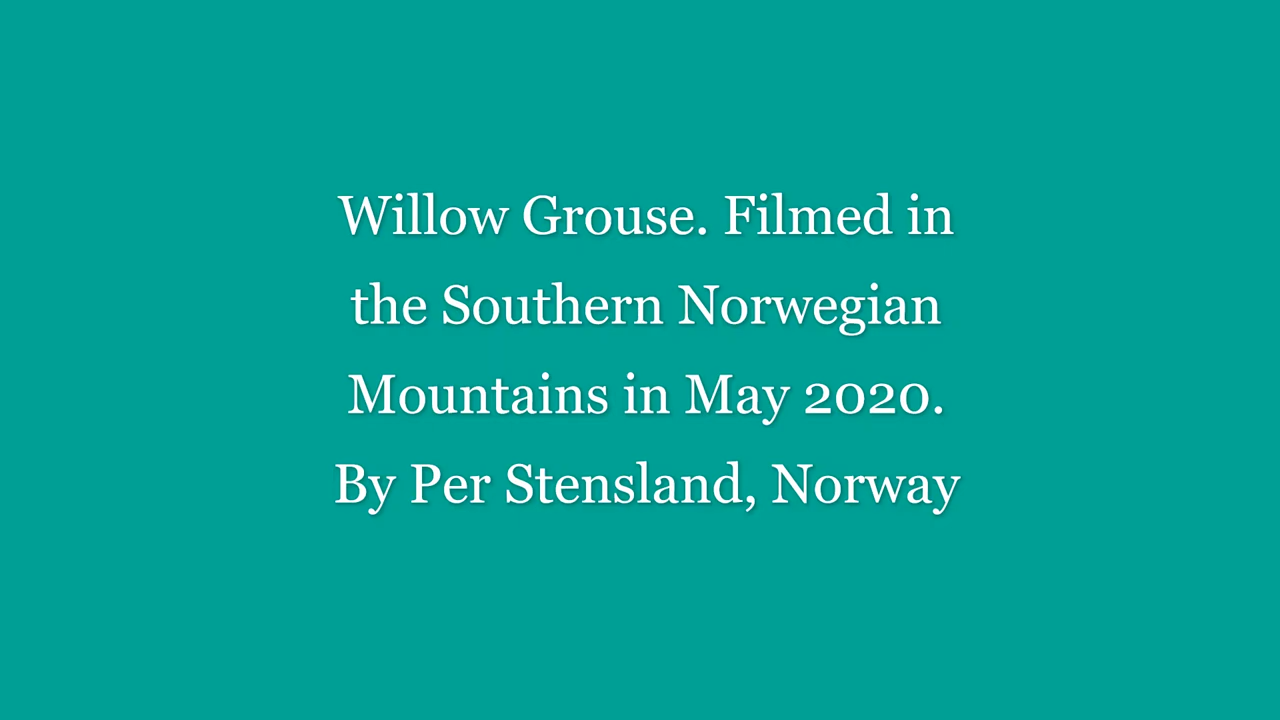 Willow Grouse. Filmed in
the Southern Norwegian
Mountains in May 2020.
By Per Stensland, Norway